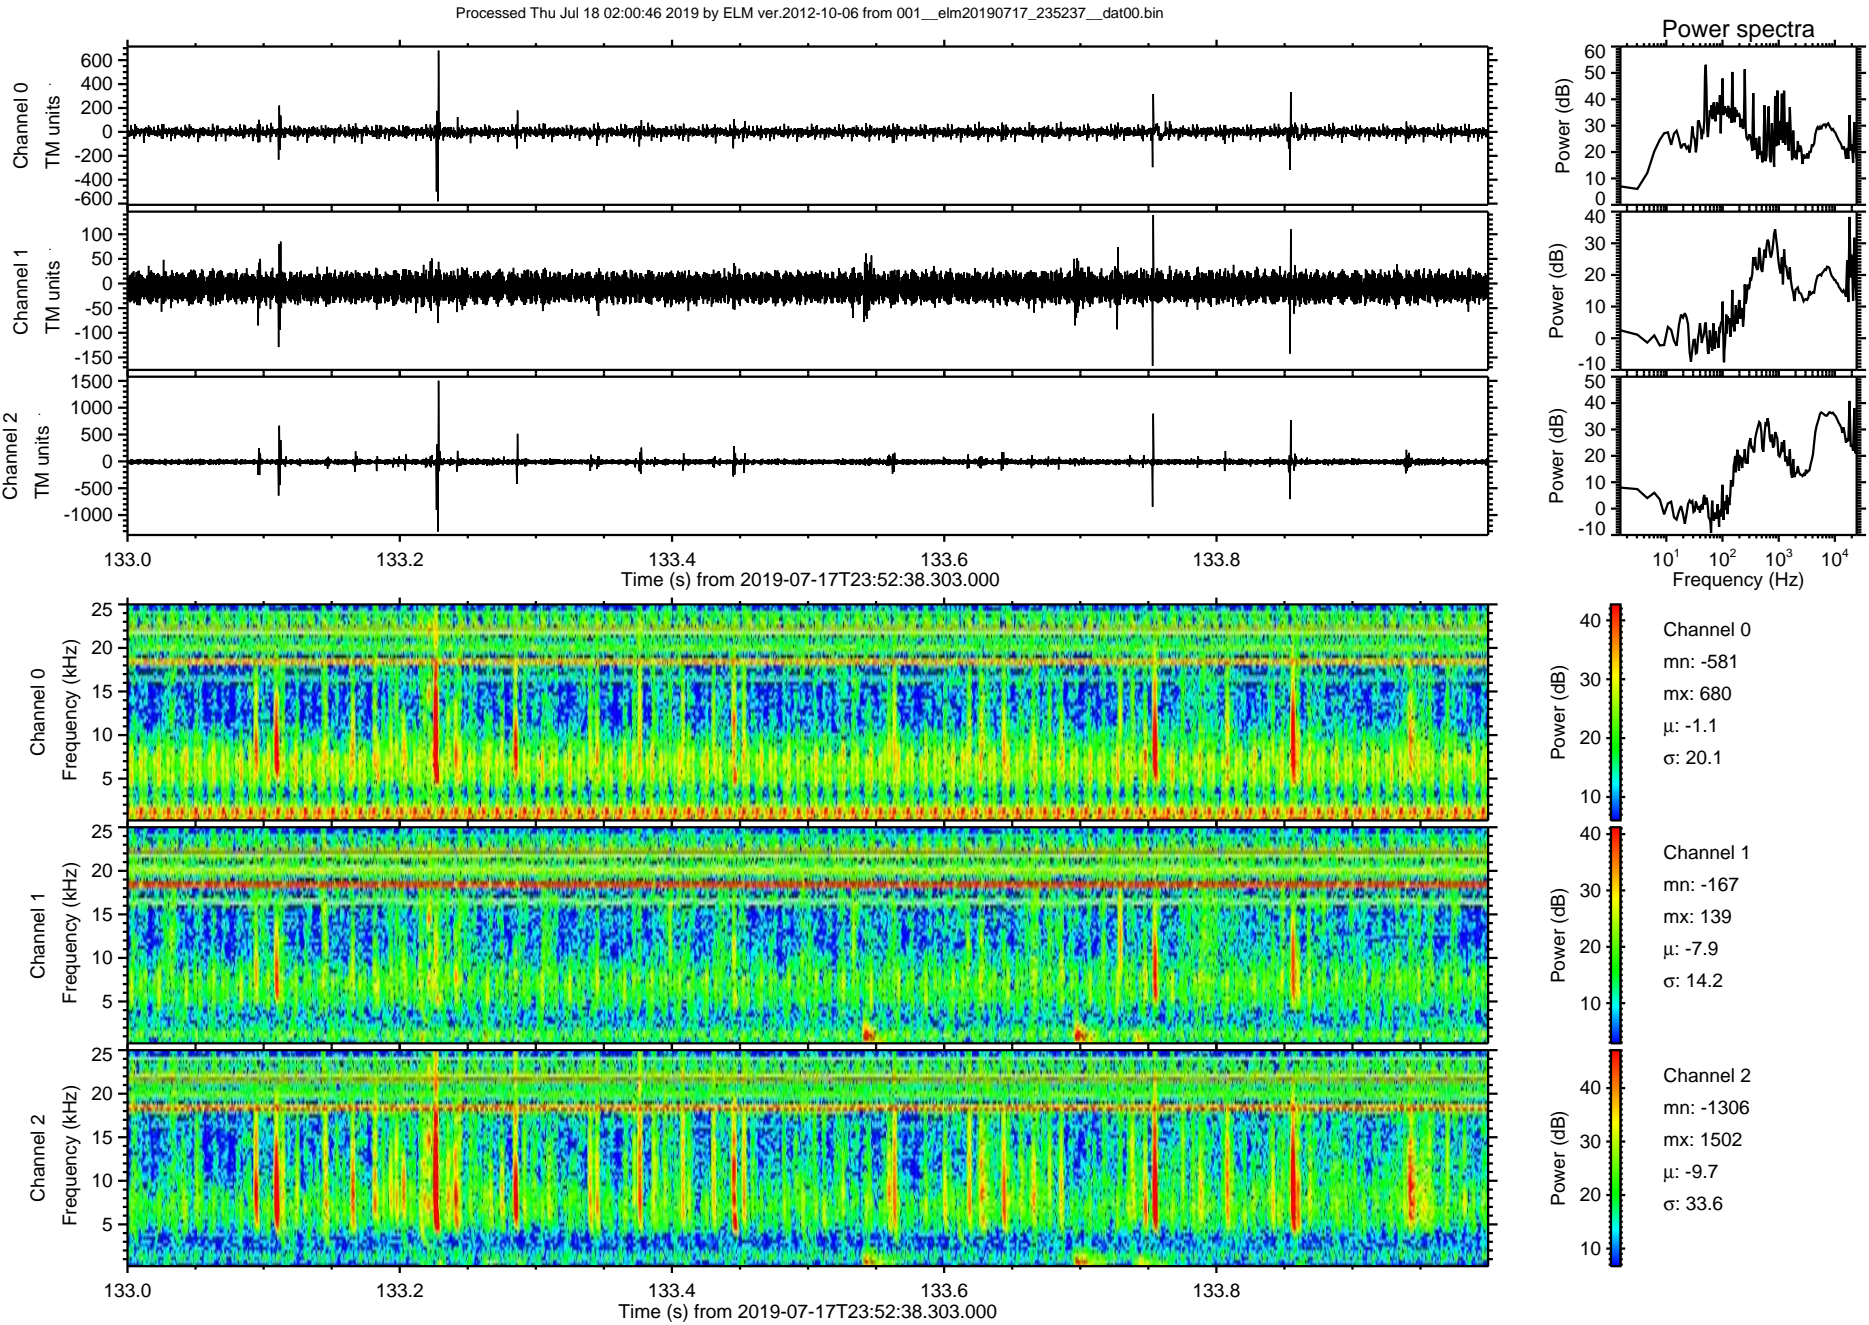 Processed Thu Jul 18 02:00:46 2019 by ELM ver.2012-10-06 from 001__elm20190717_235237__dat00.bin
Power spectra
Channel 0
TM units
600
400
200
0
-200
-400
-600
Power (dB)
60
50
40
30
20
10
0
Channel 1
TM units
100
50
0
-50
-100
-150
Power (dB)
40
30
20
10
0
-10
Channel 2
TM units
1500
1000
500
0
-500
-1000
Power (dB)
50
40
30
20
10
0
-10
133.0 133.2 133.4 133.6 133.8
Time (s) from 2019-07-17T23:52:38.303.000
10¹ 10² 10³ 10⁴
Frequency (Hz)
Channel 0
Frequency (kHz)
25
20
15
10
5
Power (dB)
40
30
20
10
Channel 0
mn: -581
mx: 680
μ: -1.1
σ: 20.1
Channel 1
Frequency (kHz)
25
20
15
10
5
Power (dB)
40
30
20
10
Channel 1
mn: -167
mx: 139
μ: -7.9
σ: 14.2
Channel 2
Frequency (kHz)
25
20
15
10
5
Power (dB)
40
30
20
10
Channel 2
mn: -1306
mx: 1502
μ: -9.7
σ: 33.6
133.0 133.2 133.4 133.6 133.8
Time (s) from 2019-07-17T23:52:38.303.000